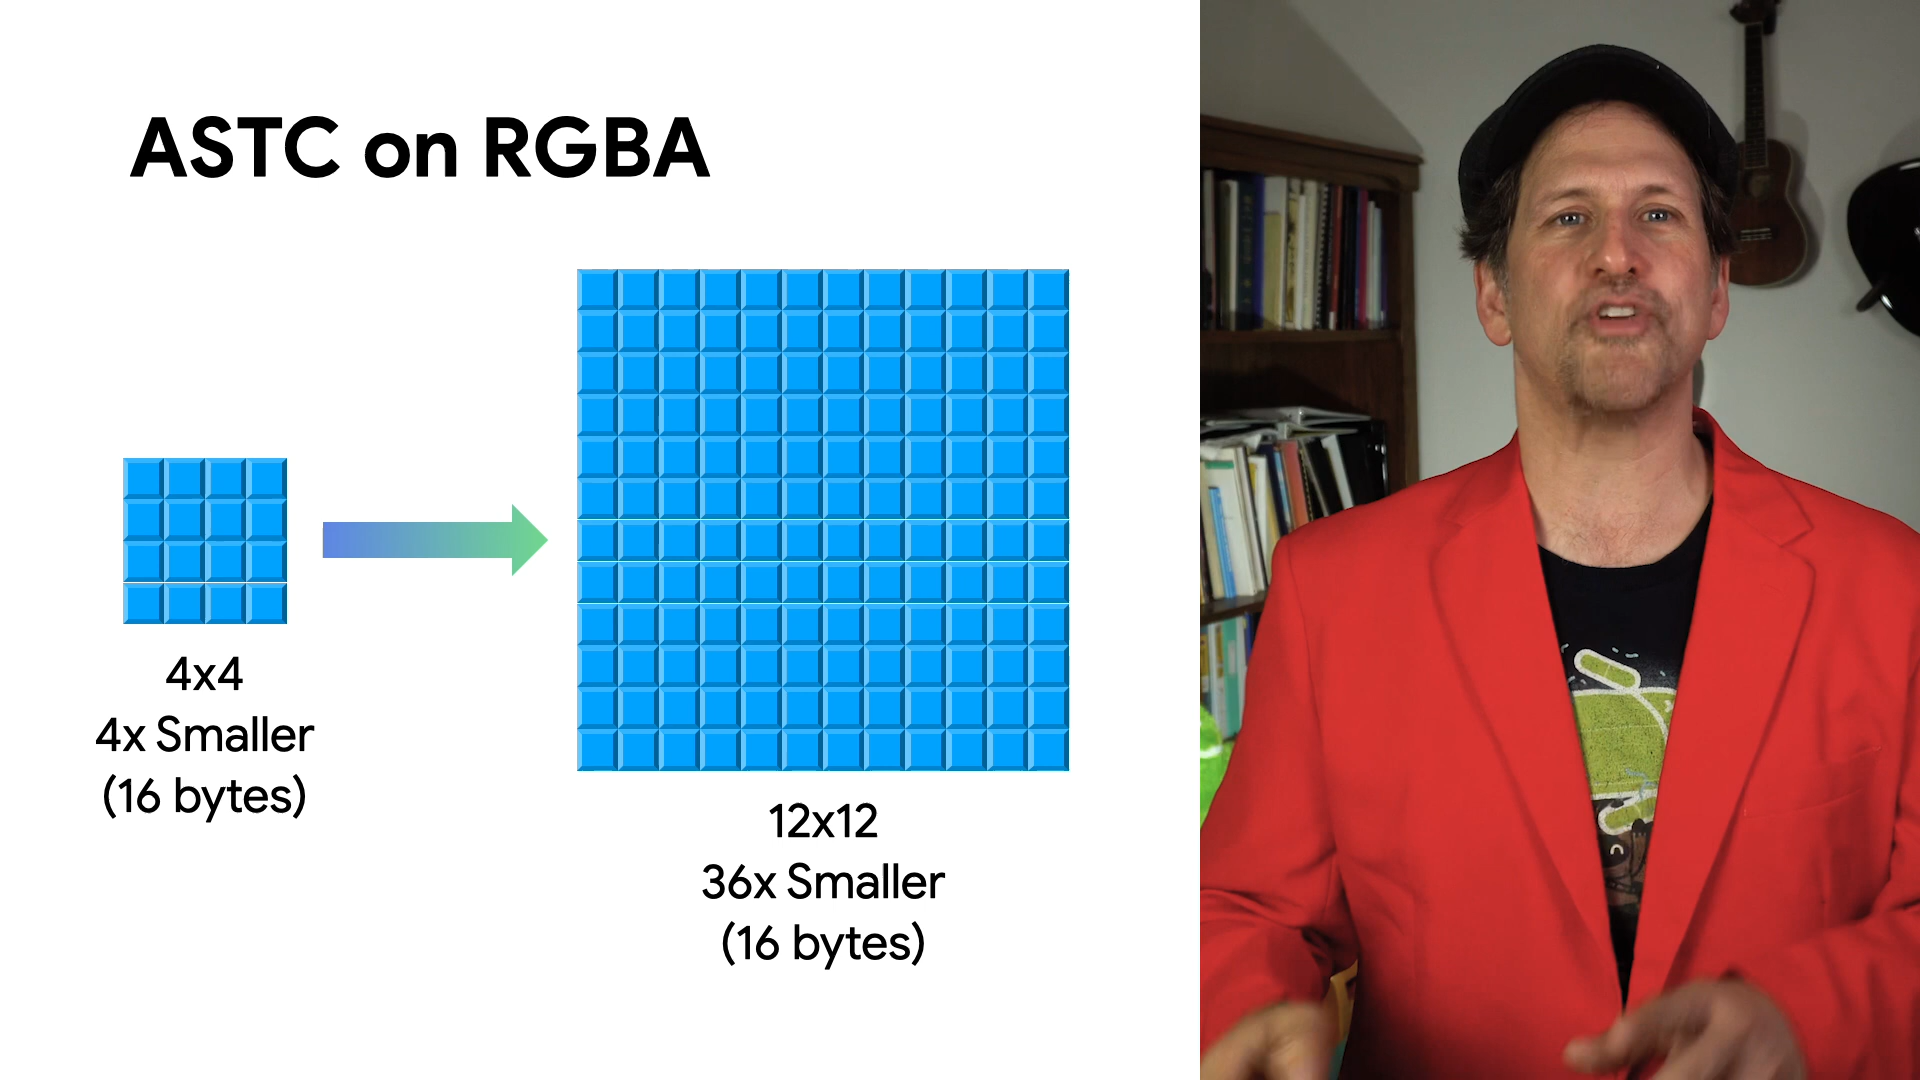 ASTC on RGBA
4x4
4x Smaller
(16 bytes)
12x12
36x Smaller
(16 bytes)